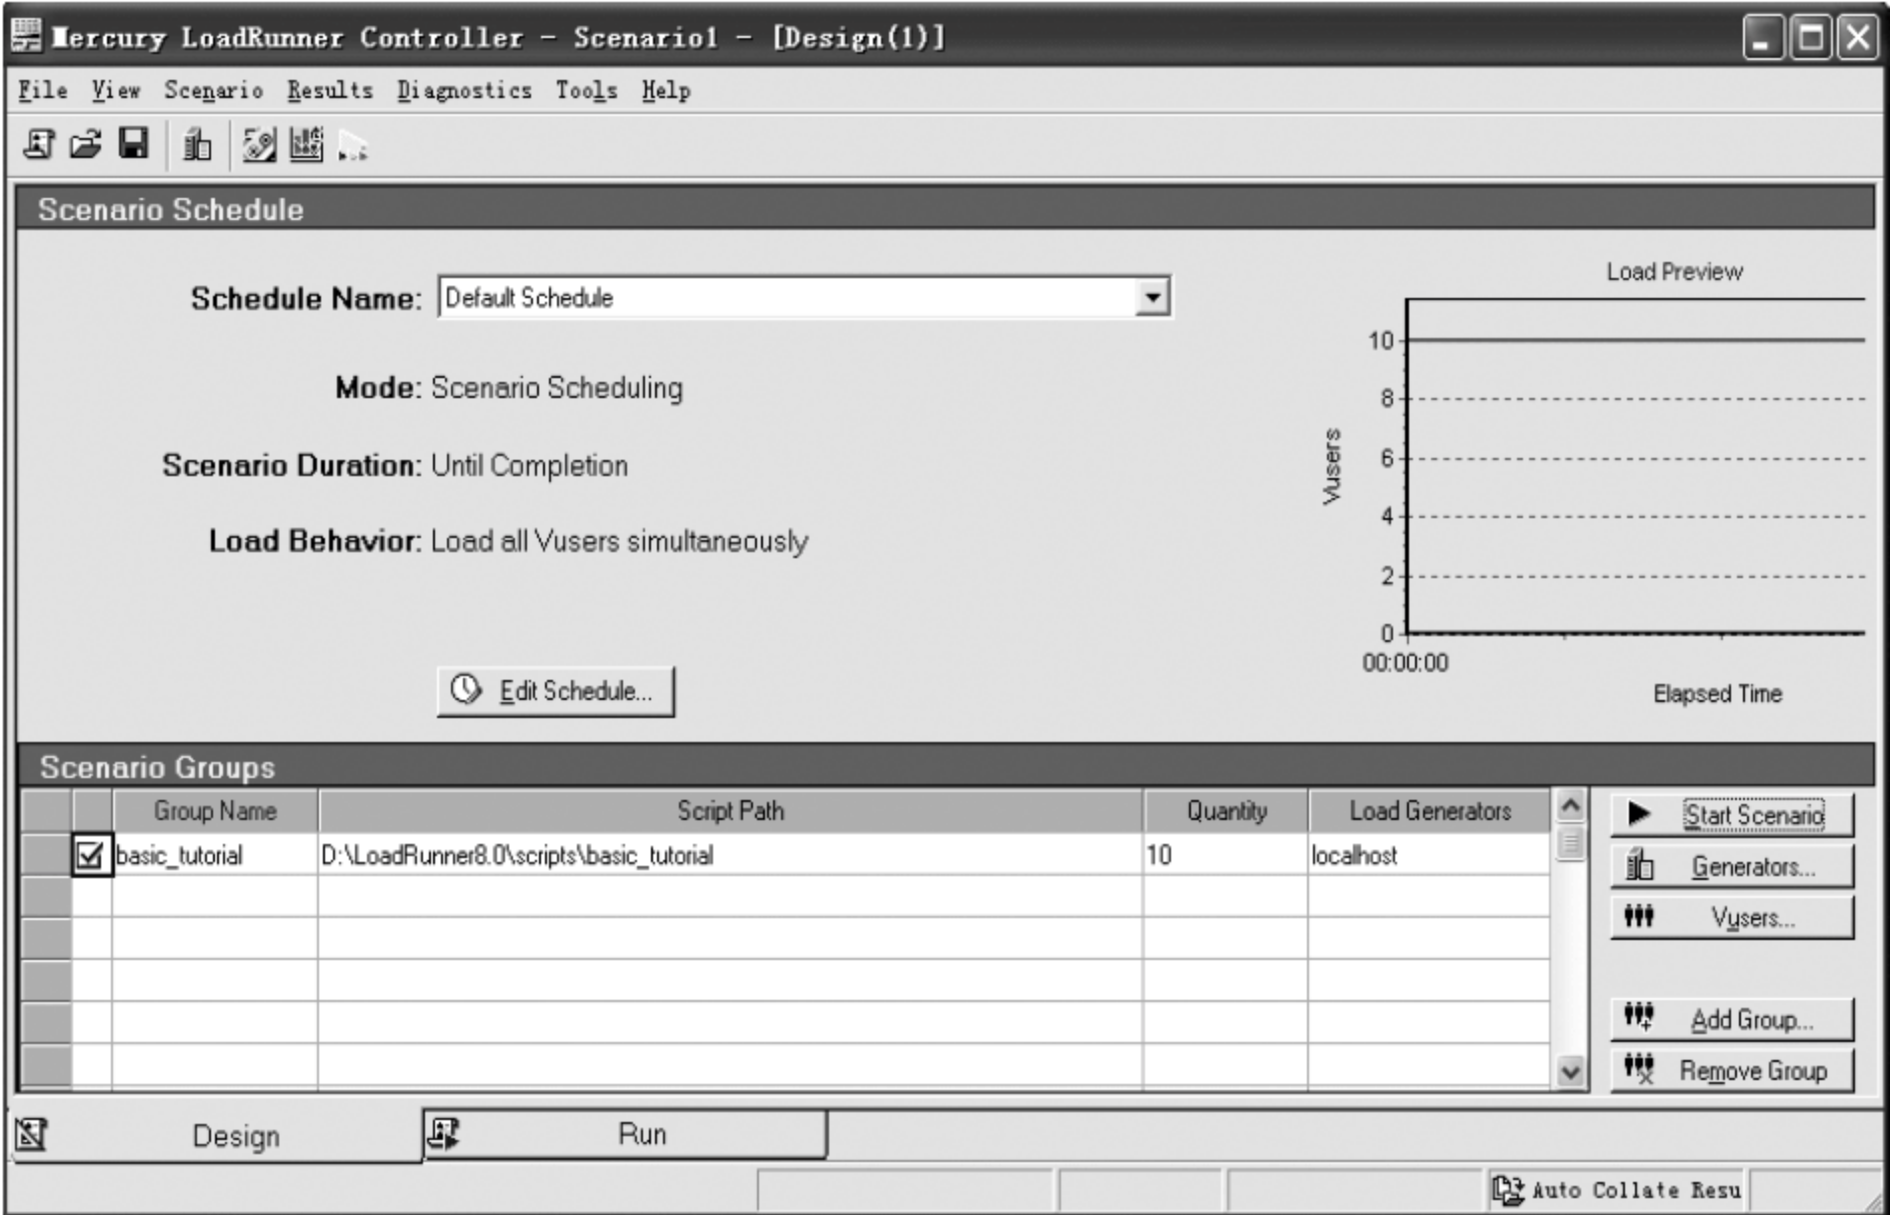 Mercury LoadRunner Controller - Scenario1 - [Design(1)]
File View Scenario Results Diagnostics Tools Help
Scenario Schedule
Schedule Name: Default Schedule
Mode: Scenario Scheduling
Scenario Duration: Until Completion
Load Behavior: Load all Vusers simultaneously
Edit Schedule...
Load Preview
Vusers
10
8
6
4
2
0
00:00:00
Elapsed Time
Scenario Groups
Group Name Script Path Quantity Load Generators
basic_tutorial D:\LoadRunner8.0\scripts\basic_tutorial 10 localhost
Start Scenario
Generators...
Vusers...
Add Group...
Remove Group
Design Run
Auto Collate Resu